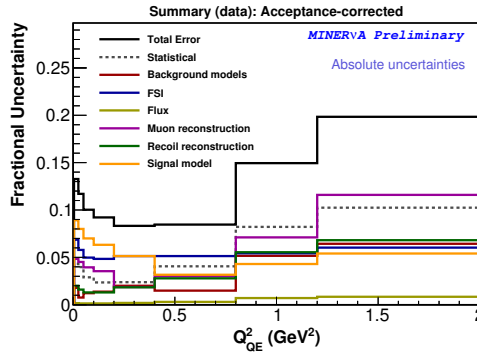 Summary (data): Acceptance-corrected
MINERνA Preliminary
Absolute uncertainties
Total Error
Statistical
Background models
FSI
Flux
Muon reconstruction
Recoil reconstruction
Signal model
Fractional Uncertainty
0.25
0.2
0.15
0.1
0.05
0
0 0.5 1 1.5 2
Q²QE (GeV²)